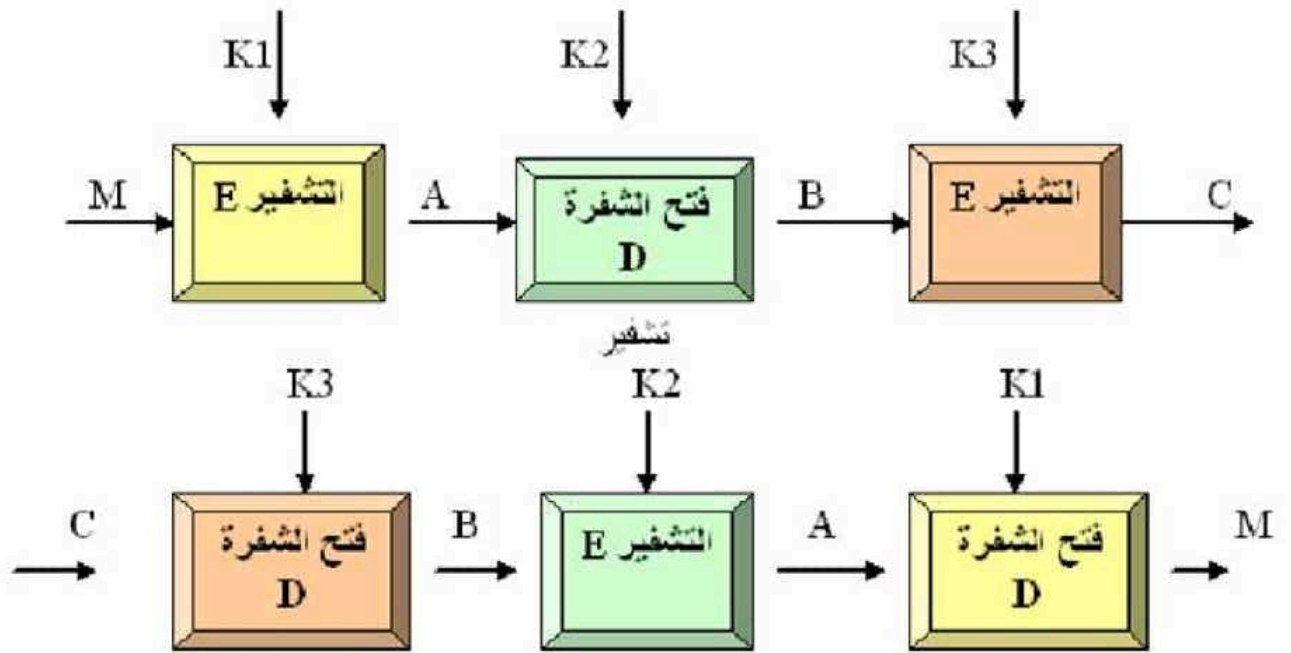 K1 K2 K3
M التشفير E A فتح الشفرة B التشفير E C
D
تشفير
K3 K2 K1
C فتح الشفرة B التشفير E A فتح الشفرة M
D D